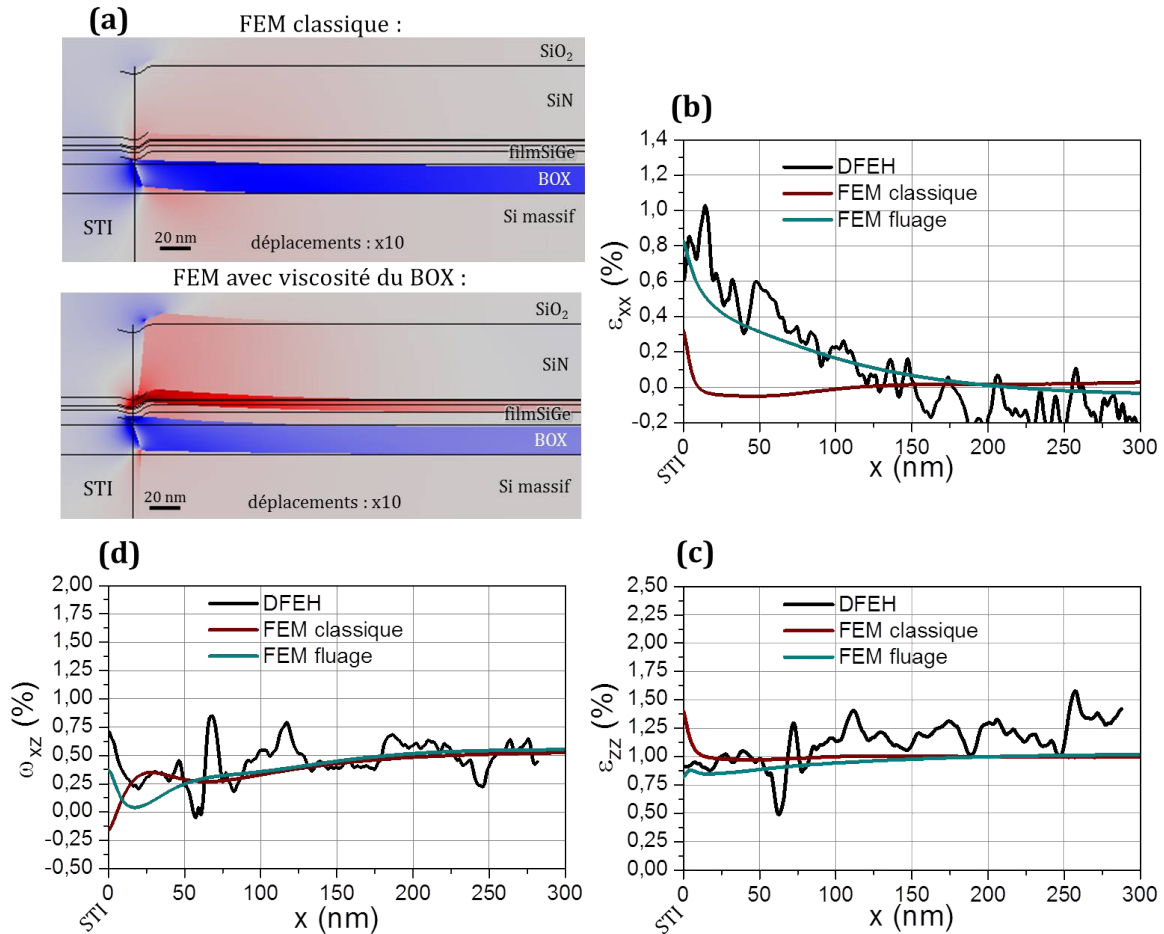 (a)
FEM classique :
SiO2
SiN
filmSiGe
BOX
STI
Si massif
20 nm
déplacements : x10
FEM avec viscosité du BOX :
SiO2
SiN
filmSiGe
BOX
STI
Si massif
20 nm
déplacements : x10
(b)
1,4
1,2
1,0
0,8
0,6
0,4
0,2
0,0
-0,2
εxx (%)
DFEH
FEM classique
FEM fluage
0 50 100 150 200 250 300
STI
x (nm)
(d)
2,00
1,75
1,50
1,25
1,00
0,75
0,50
0,25
0,00
-0,25
-0,50
ωxz (%)
DFEH
FEM classique
FEM fluage
0 50 100 150 200 250 300
STI
x (nm)
(c)
2,50
2,25
2,00
1,75
1,50
1,25
1,00
0,75
0,50
0,25
0,00
εzz (%)
DFEH
FEM classique
FEM fluage
0 50 100 150 200 250 300
STI
x (nm)